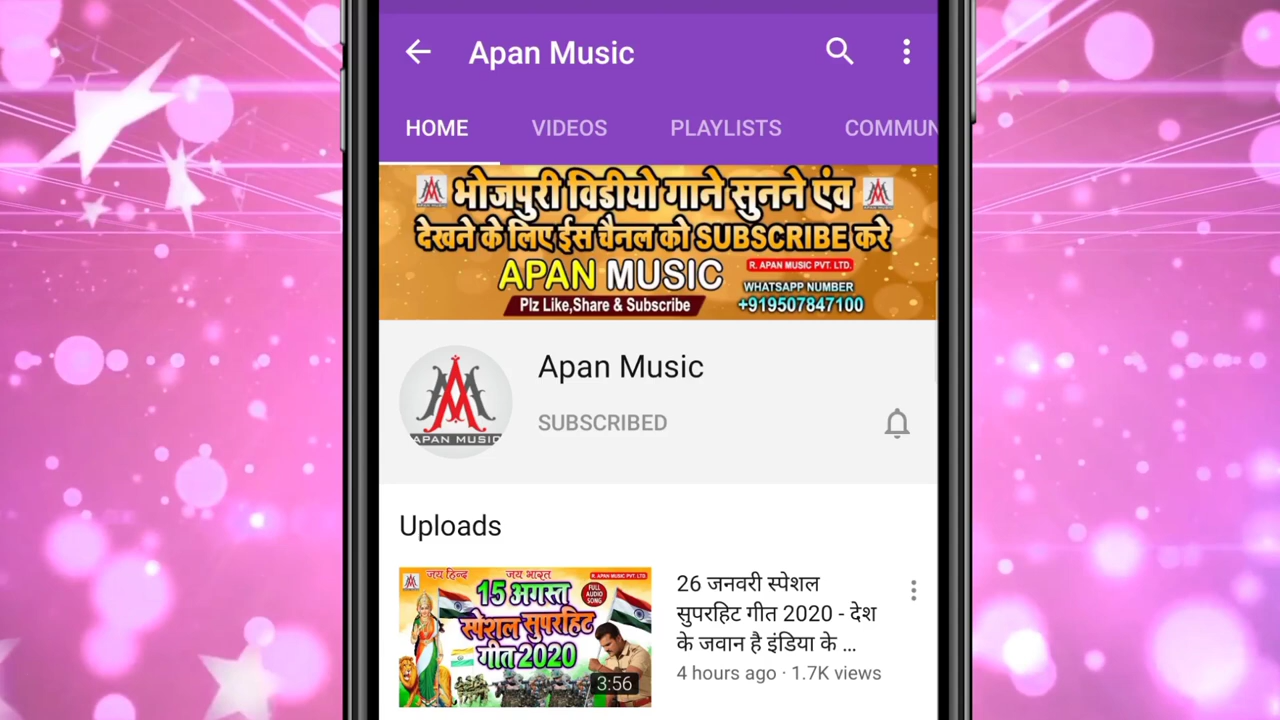 Apan Music
HOME VIDEOS PLAYLISTS COMMUN
भोजपुरी विडीयो गाने सुनने एंव
देखने के लिए ईस चैनल को SUBSCRIBE करे
APAN MUSIC
R. APAN MUSIC PVT. LTD.
WHATSAPP NUMBER
+919507847100
Plz Like,Share & Subscribe
Apan Music
SUBSCRIBED
APAN MUSIC
Uploads
जय हिन्द जय भारत
R. APAN MUSIC PVT. LTD
15 अगस्त
FULL
AUDIO
SONG
स्पेशल सुपरहिट
गीत 2020
3:56
26 जनवरी स्पेशल
सुपरहिट गीत 2020 - देश
के जवान है इंडिया के ...
4 hours ago · 1.7K views